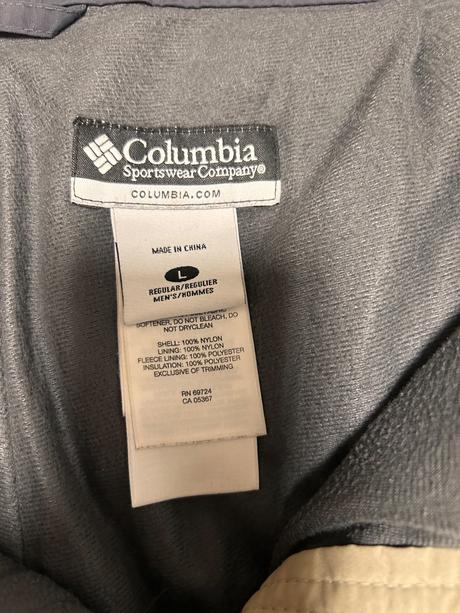 Columbia
Sportswear Company®
COLUMBIA.COM
MADE IN CHINA
L
REGULAR/REGULIER
MEN'S/HOMMES
SOFTENER, DO NOT BLEACH, DO
NOT DRYCLEAN
SHELL: 100% NYLON
LINING: 100% NYLON
FLEECE LINING: 100% POLYESTER
INSULATION: 100% POLYESTER
EXCLUSIVE OF TRIMMING
RN 69724
CA 05367